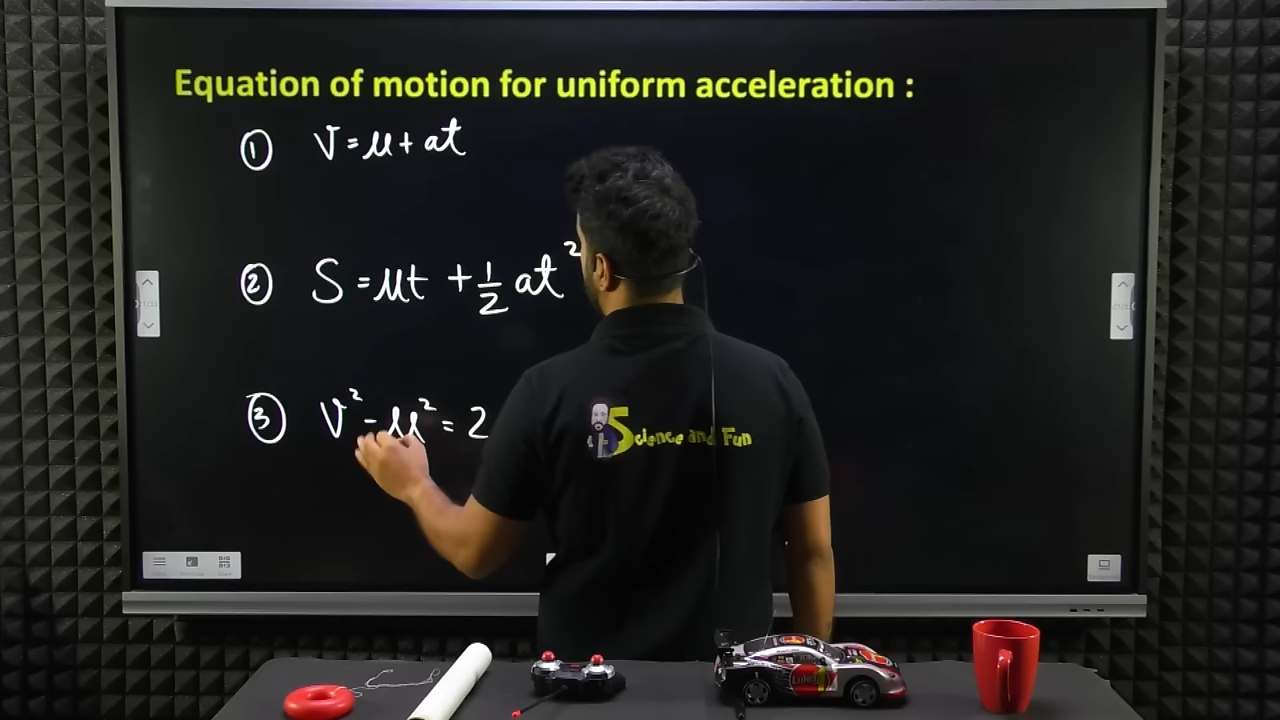 Equation of motion for uniform acceleration :
① V = u + at
② S = ut + 1/2 at²
③ V² - u² = 2
Science and Fun